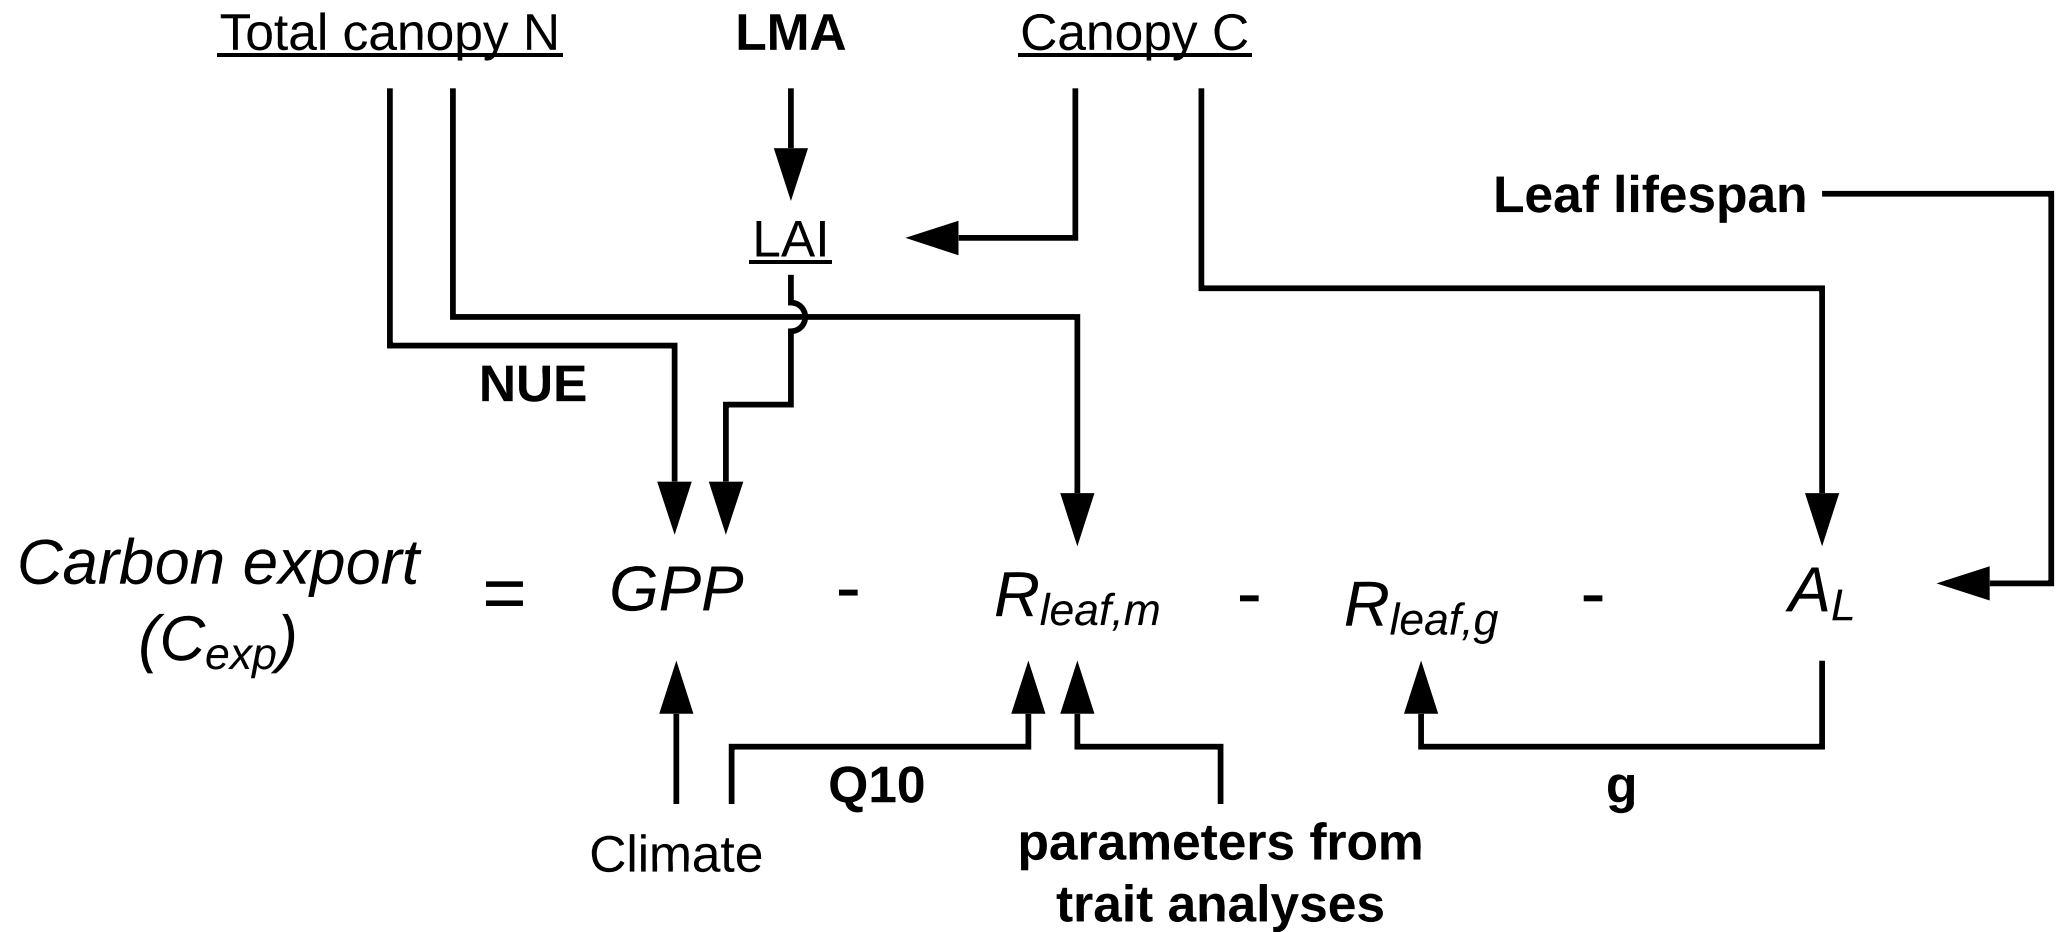 Total canopy N
LMA
Canopy C
Leaf lifespan
LAI
NUE
Carbon export
(Cexp)
= GPP - Rleaf,m - Rleaf,g - AL
Q10
g
Climate
parameters from
trait analyses